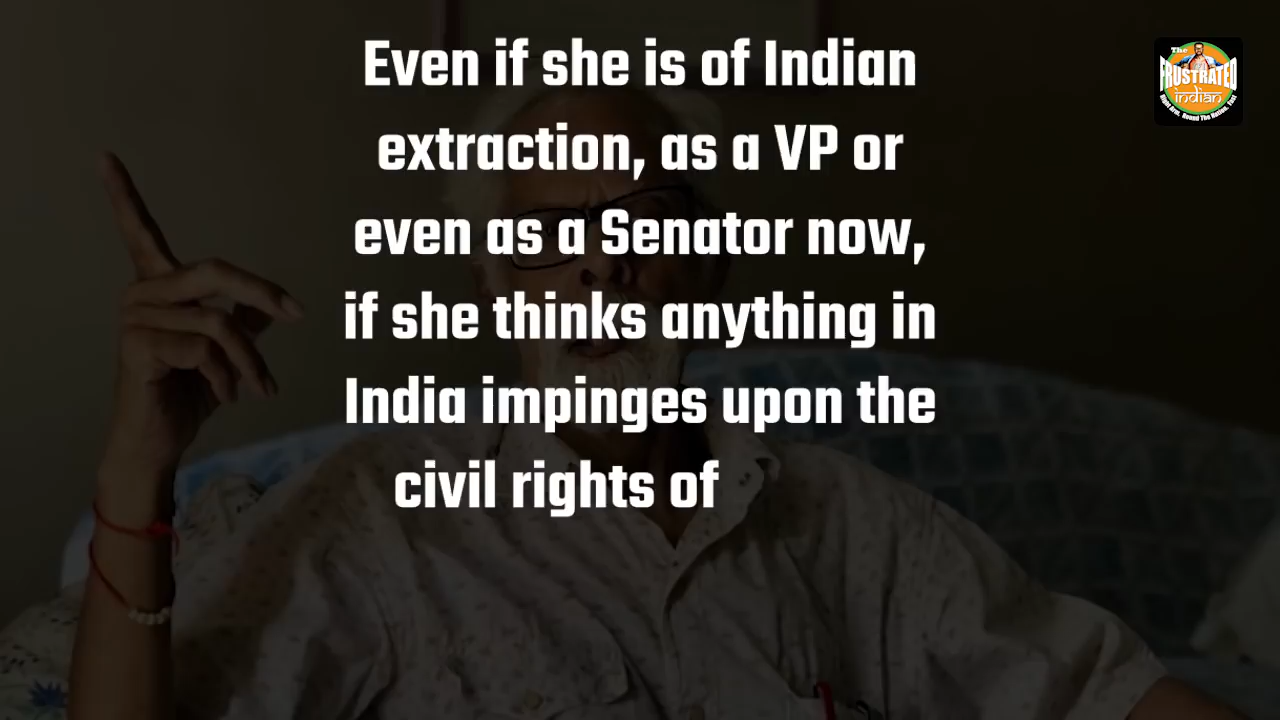 Even if she is of Indian
extraction, as a VP or
even as a Senator now,
if she thinks anything in
India impinges upon the
civil rights of
The
FRUSTRATED
indian